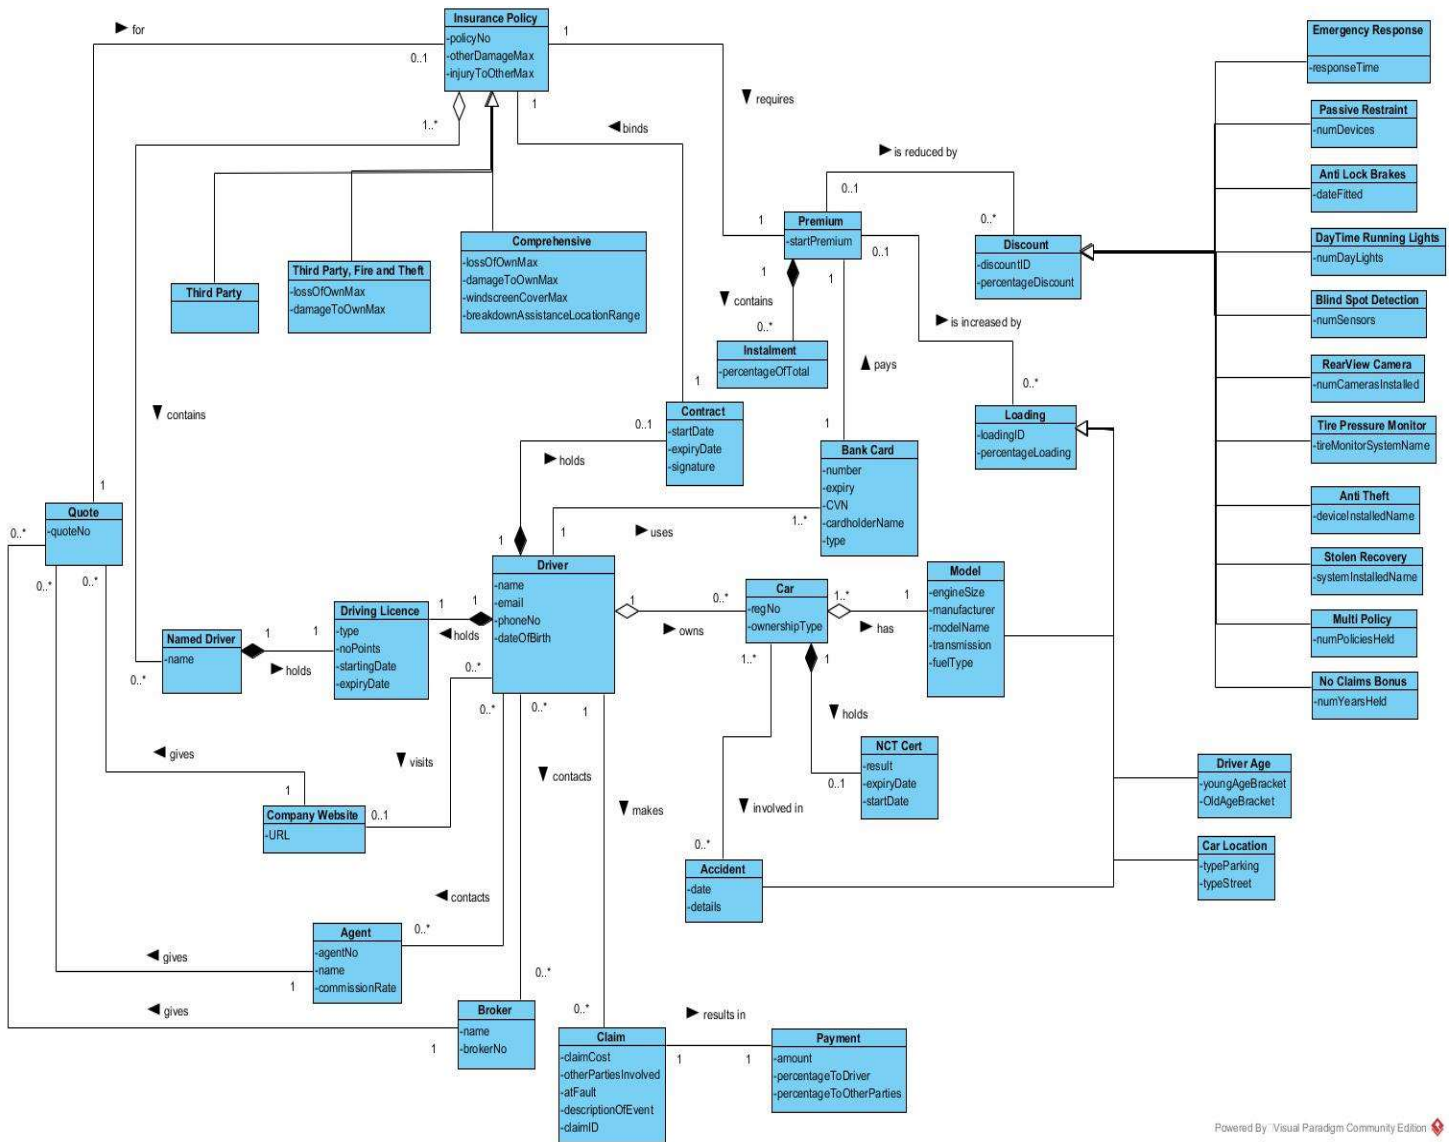 Insurance Policy
-policyNo
-otherDamageMax
-injuryToOtherMax
► for
0..1
1
1..*
1
◄ binds
▼ requires
Emergency Response
-responseTime
Passive Restraint
-numDevices
Anti Lock Brakes
-dateFitted
DayTime Running Lights
-numDayLights
Blind Spot Detection
-numSensors
RearView Camera
-numCamerasInstalled
Tire Pressure Monitor
-tireMonitorSystemName
Anti Theft
-deviceInstalledName
Stolen Recovery
-systemInstalledName
Multi Policy
-numPoliciesHeld
No Claims Bonus
-numYearsHeld
► is reduced by
0..1
0..*
1
Premium
-startPremium
0..1
1
1
Discount
-discountID
-percentageDiscount
Third Party
Third Party, Fire and Theft
-lossOfOwnMax
-damageToOwnMax
Comprehensive
-lossOfOwnMax
-damageToOwnMax
-windscreenCoverMax
-breakdownAssistanceLocationRange
▼ contains
0..*
► is increased by
0..*
Instalment
-percentageOfTotal
▲ pays
1
Loading
-loadingID
-percentageLoading
1
0..1
Contract
-startDate
-expiryDate
-signature
▼ contains
► holds
1
Bank Card
-number
-expiry
-CVN
-cardholderName
-type
1..*
► uses
1
1
1
Quote
-quoteNo
0..*
0..*
0..*
Driver
-name
-email
-phoneNo
-dateOfBirth
1
0..*
► owns
Car
-regNo
-ownershipType
1..*
1
► has
Model
-engineSize
-manufacturer
-modelName
-transmission
-fuelType
Named Driver
-name
0..*
1
1
► holds
Driving Licence
-type
-noPoints
-startingDate
-expiryDate
1
1
◄ holds
0..*
0..*
0..*
1
1..*
1
▼ holds
0..1
NCT Cert
-result
-expiryDate
-startDate
◄ gives
▼ visits
▼ contacts
▼ makes
▼ involved in
1
Company Website
-URL
0..1
0..*
Accident
-date
-details
Driver Age
-youngAgeBracket
-OldAgeBracket
Car Location
-typeParking
-typeStreet
◄ contacts
Agent
-agentNo
-name
-commissionRate
0..*
◄ gives
1
◄ gives
1
Broker
-name
-brokerNo
0..*
0..*
Claim
-claimCost
-otherPartiesInvolved
-atFault
-descriptionOfEvent
-claimID
► results in
1
1
Payment
-amount
-percentageToDriver
-percentageToOtherParties
Powered By Visual Paradigm Community Edition